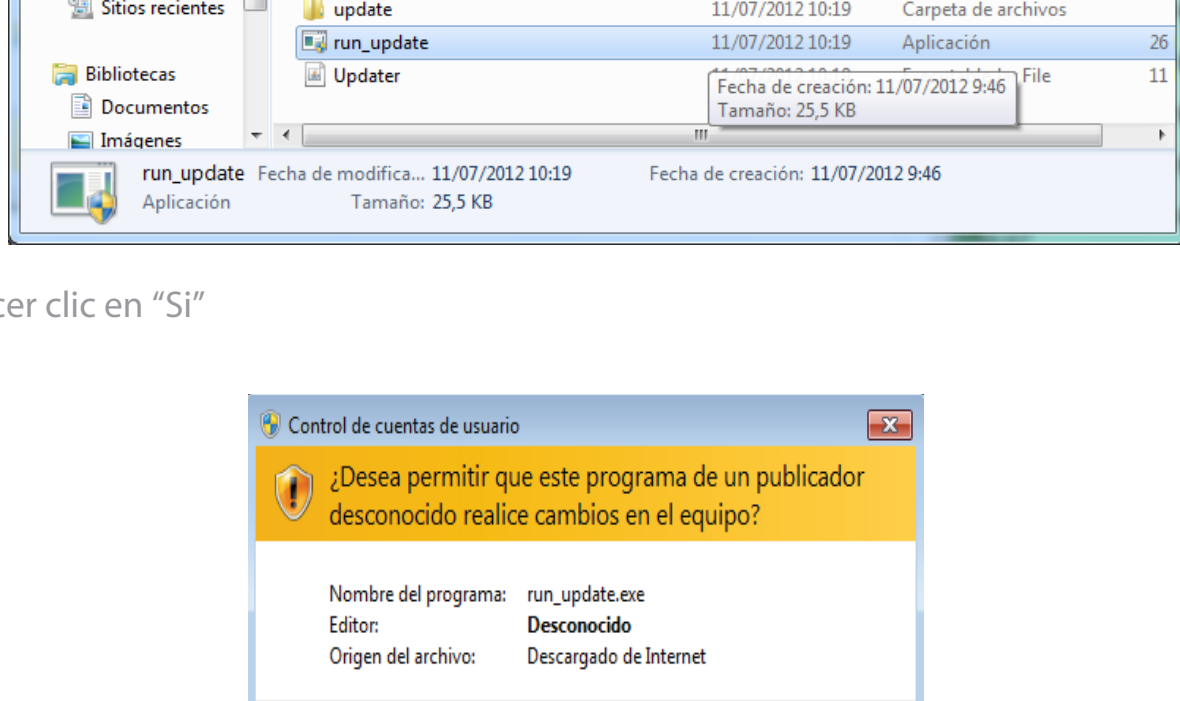 Sitios recientes
update 11/07/2012 10:19 Carpeta de archivos
run_update 11/07/2012 10:19 Aplicación 26
Bibliotecas
Updater File 11
Fecha de creación: 11/07/2012 9:46
Tamaño: 25,5 KB
Documentos
Imágenes
run_update Fecha de modifica... 11/07/2012 10:19 Fecha de creación: 11/07/2012 9:46
Aplicación Tamaño: 25,5 KB
cer clic en “Si”
Control de cuentas de usuario
¿Desea permitir que este programa de un publicador
desconocido realice cambios en el equipo?
Nombre del programa: run_update.exe
Editor: Desconocido
Origen del archivo: Descargado de Internet